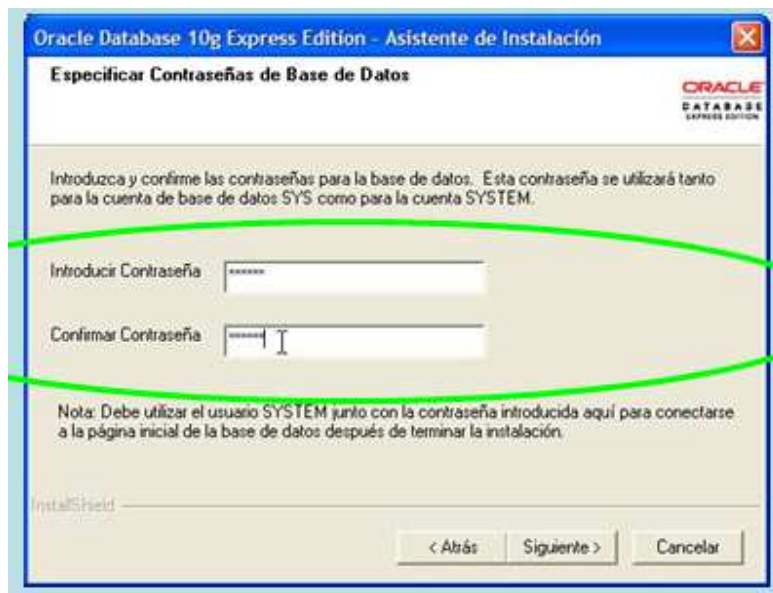 Oracle Database 10g Express Edition - Asistente de Instalación
Especificar Contraseñas de Base de Datos
ORACLE
DATABASE
EXPRESS EDITION
Introduzca y confirme las contraseñas para la base de datos. Esta contraseña se utilizará tanto
para la cuenta de base de datos SYS como para la cuenta SYSTEM.
Introducir Contraseña ******
Confirmar Contraseña ******
Nota: Debe utilizar el usuario SYSTEM junto con la contraseña introducida aquí para conectarse
a la página inicial de la base de datos después de terminar la instalación.
InstallShield
< Atrás Siguiente > Cancelar